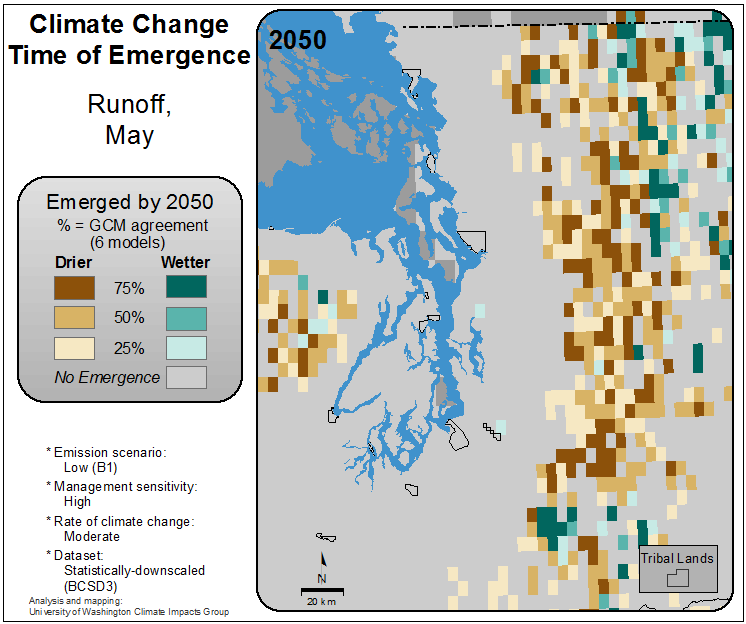 Climate Change
Time of Emergence
Runoff,
May
Emerged by 2050
% = GCM agreement
(6 models)
Drier Wetter
75%
50%
25%
No Emergence
* Emission scenario:
Low (B1)
* Management sensitivity:
High
* Rate of climate change:
Moderate
* Dataset:
Statistically-downscaled
(BCSD3)
Analysis and mapping:
University of Washington Climate Impacts Group
2050
N
20 km
Tribal Lands